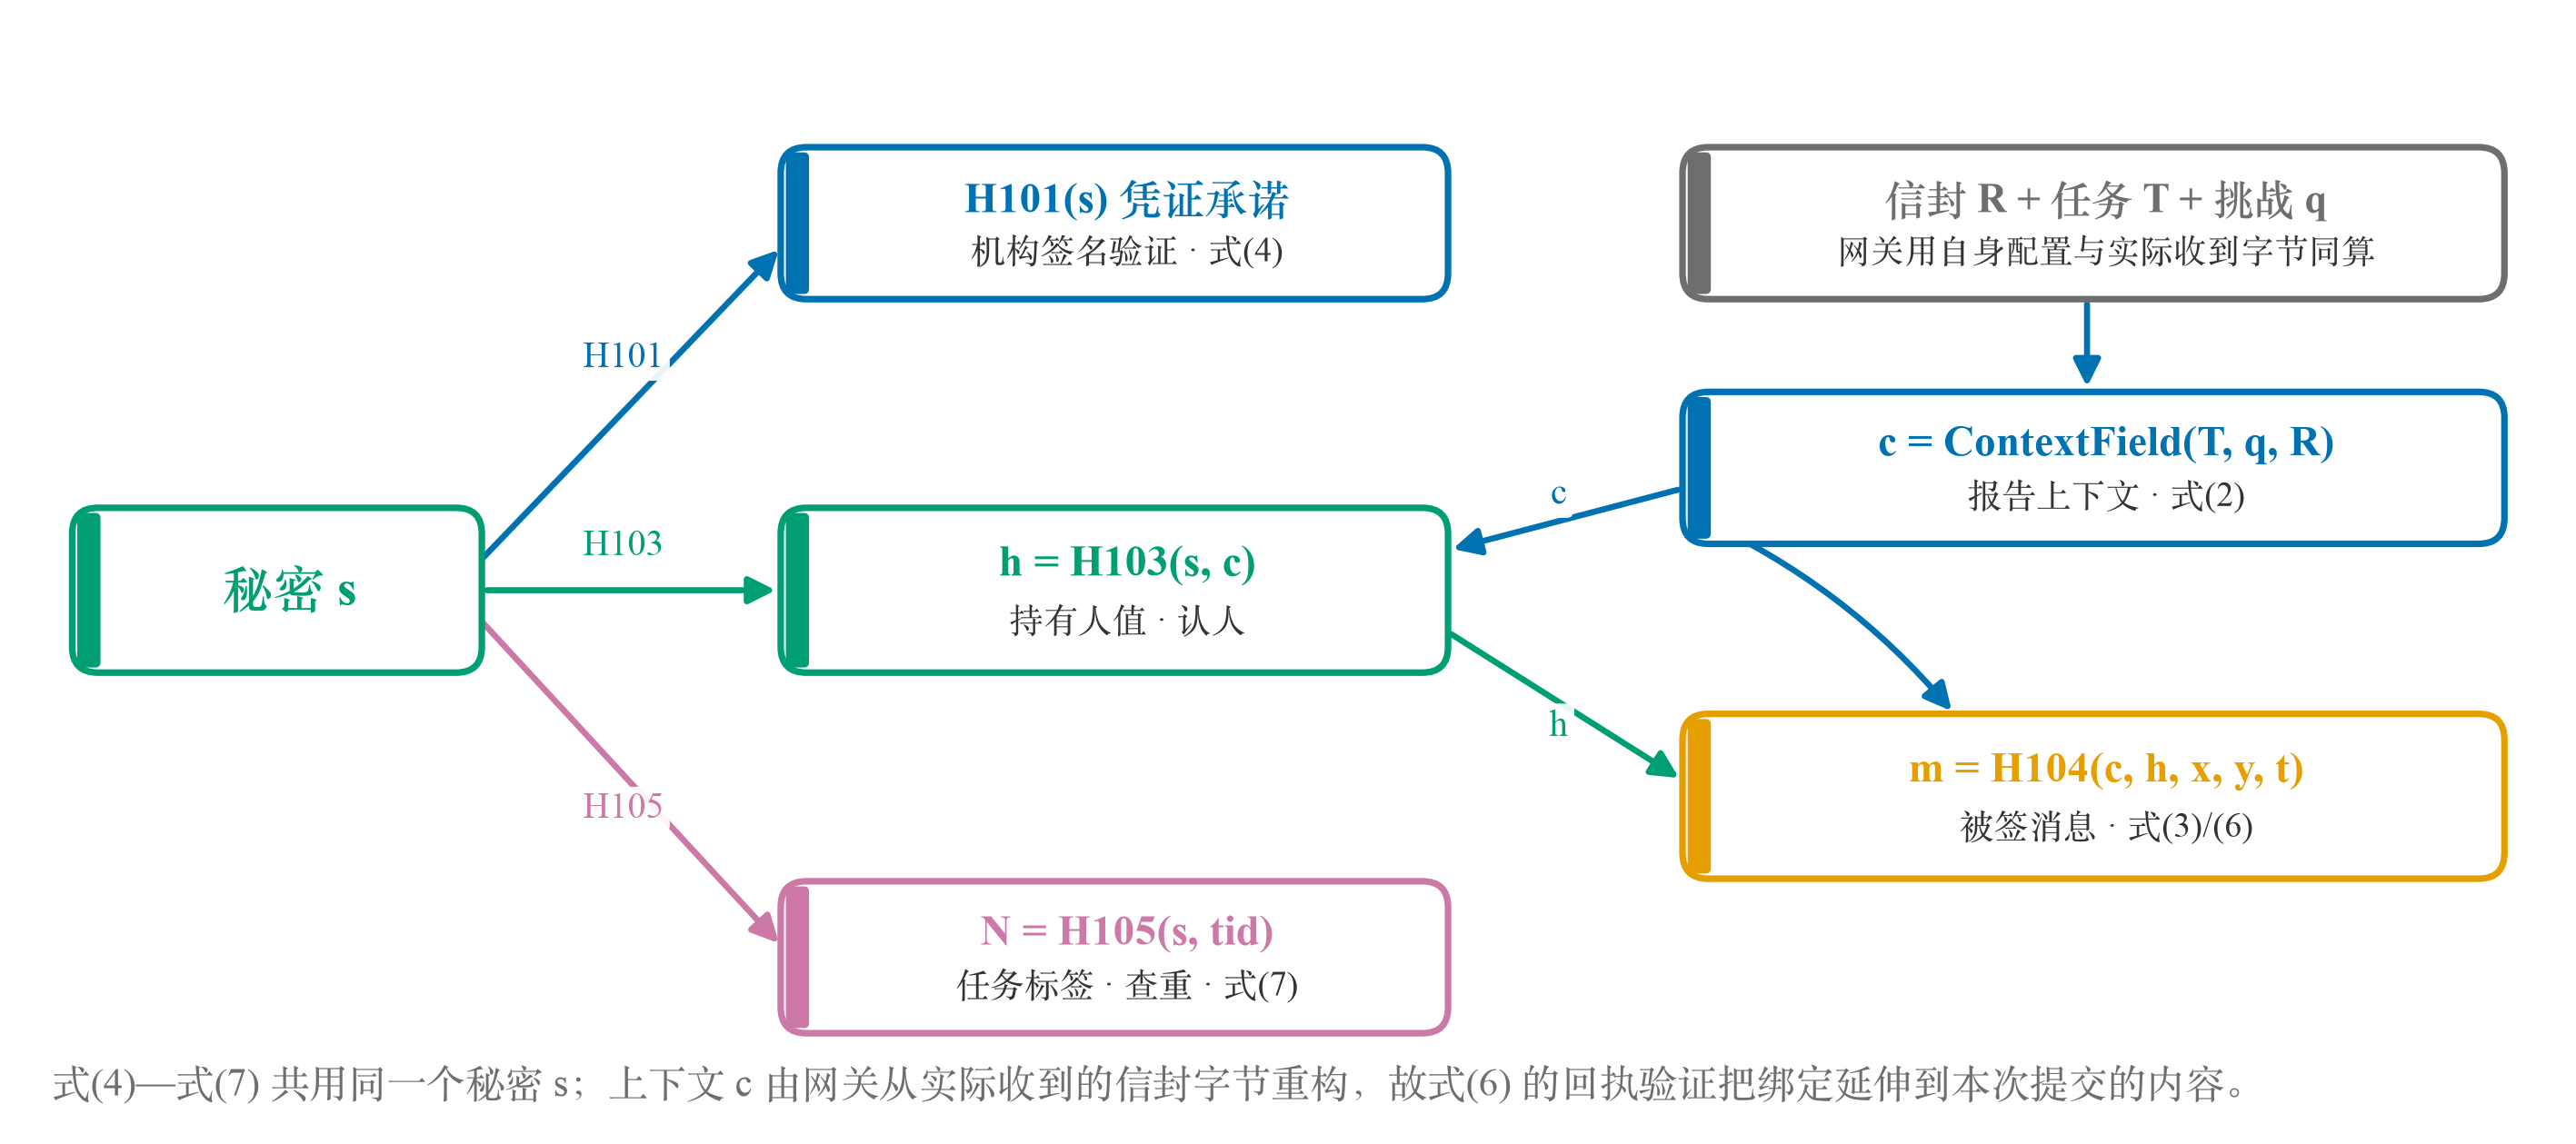 H101(s) 凭证承诺
机构签名验证 · 式(4)
信封 R + 任务 T + 挑战 q
网关用自身配置与实际收到字节同算
H101
c = ContextField(T, q, R)
报告上下文 · 式(2)
c
H103
秘密 s
h = H103(s, c)
持有人值 · 认人
h
m = H104(c, h, x, y, t)
被签消息 · 式(3)/(6)
H105
N = H105(s, tid)
任务标签 · 查重 · 式(7)
式(4)—式(7) 共用同一个秘密 s；上下文 c 由网关从实际收到的信封字节重构，故式(6) 的回执验证把绑定延伸到本次提交的内容。